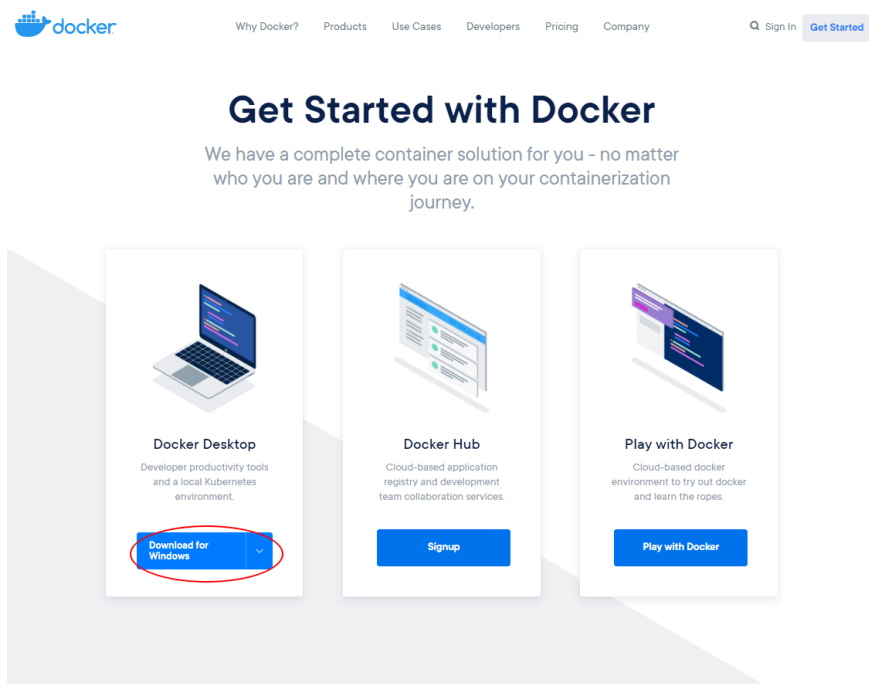 docker
Why Docker? Products Use Cases Developers Pricing Company Sign In Get Started
Get Started with Docker
We have a complete container solution for you - no matter
who you are and where you are on your containerization
journey.
Docker Desktop
Developer productivity tools
and a local Kubernetes
environment.
Download for
Windows
Docker Hub
Cloud-based application
registry and development
team collaboration services.
Signup
Play with Docker
Cloud-based docker
environment to try out docker
and learn the ropes.
Play with Docker